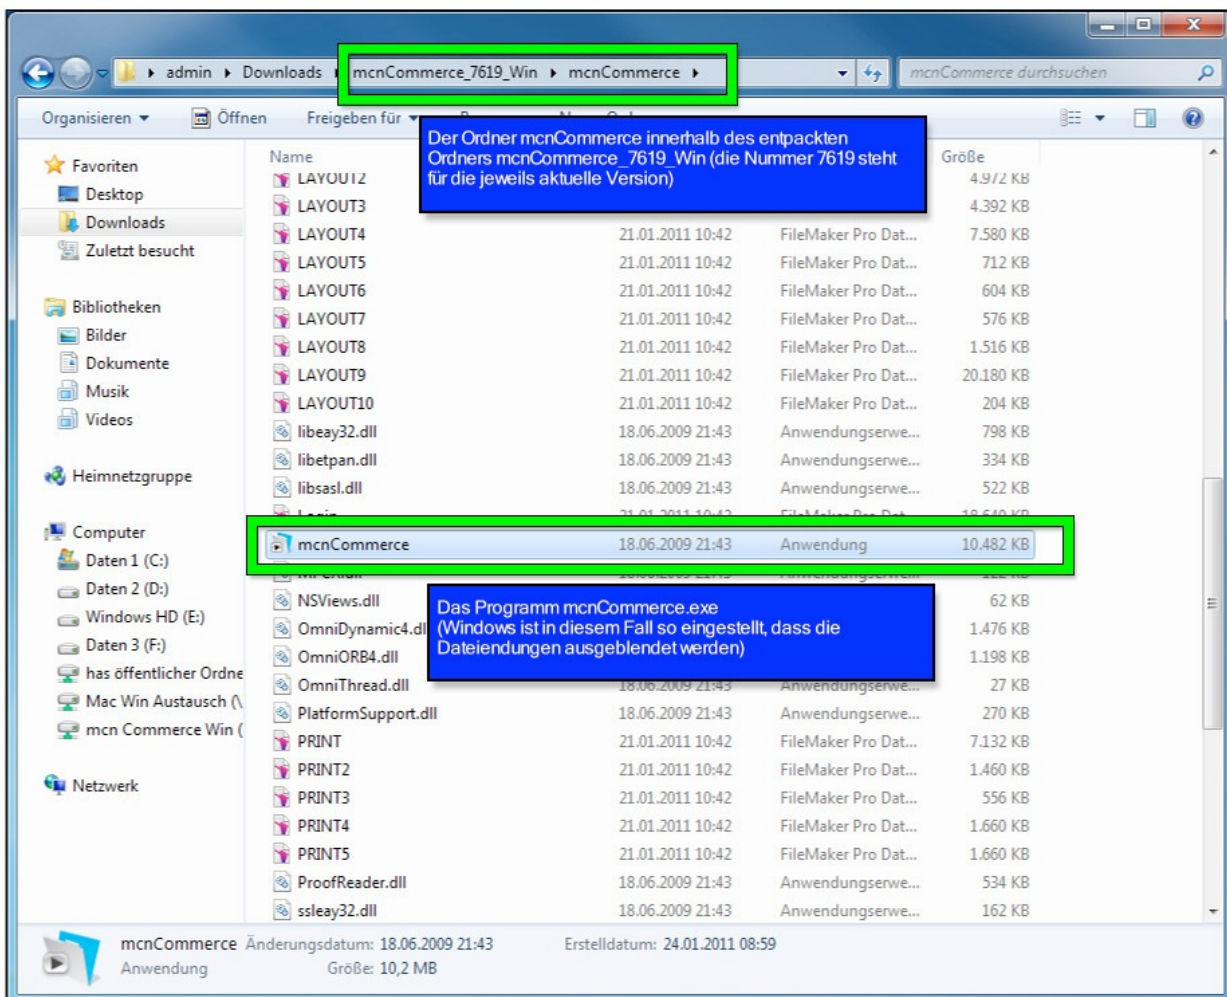 admin ▸ Downloads ▸ mcnCommerce_7619_Win ▸ mcnCommerce ▸ mcnCommerce durchsuchen
Organisieren Öffnen Freigeben für
Der Ordner mcnCommerce innerhalb des entpackten
Ordners mcnCommerce_7619_Win (die Nummer 7619 steht
für die jeweils aktuelle Version)
Favoriten
Desktop
Downloads
Zuletzt besucht
Bibliotheken
Bilder
Dokumente
Musik
Videos
Heimnetzgruppe
Computer
Daten 1 (C:)
Daten 2 (D:)
Windows HD (E:)
Daten 3 (F:)
has öffentlicher Ordne
Mac Win Austausch (\
mcn Commerce Win (
Netzwerk
Name Größe
LAYOUT2 4.972 KB
LAYOUT3 4.392 KB
LAYOUT4 21.01.2011 10:42 FileMaker Pro Dat... 7.580 KB
LAYOUT5 21.01.2011 10:42 FileMaker Pro Dat... 712 KB
LAYOUT6 21.01.2011 10:42 FileMaker Pro Dat... 604 KB
LAYOUT7 21.01.2011 10:42 FileMaker Pro Dat... 576 KB
LAYOUT8 21.01.2011 10:42 FileMaker Pro Dat... 1.516 KB
LAYOUT9 21.01.2011 10:42 FileMaker Pro Dat... 20.180 KB
LAYOUT10 21.01.2011 10:42 FileMaker Pro Dat... 204 KB
libeay32.dll 18.06.2009 21:43 Anwendungserwe... 798 KB
libetpan.dll 18.06.2009 21:43 Anwendungserwe... 334 KB
libsasl.dll 18.06.2009 21:43 Anwendungserwe... 522 KB
mcnCommerce 18.06.2009 21:43 Anwendung 10.482 KB
NSViews.dll 62 KB
OmniDynamic4.dl 1.476 KB
OmniORB4.dll 1.198 KB
Das Programm mcnCommerce.exe
(Windows ist in diesem Fall so eingestellt, dass die
Dateiendungen ausgeblendet werden)
OmniThread.dll 18.06.2009 21:43 Anwendungserwe... 27 KB
PlatformSupport.dll 18.06.2009 21:43 Anwendungserwe... 270 KB
PRINT 21.01.2011 10:42 FileMaker Pro Dat... 7.132 KB
PRINT2 21.01.2011 10:42 FileMaker Pro Dat... 1.460 KB
PRINT3 21.01.2011 10:42 FileMaker Pro Dat... 556 KB
PRINT4 21.01.2011 10:42 FileMaker Pro Dat... 1.660 KB
PRINT5 21.01.2011 10:42 FileMaker Pro Dat... 1.660 KB
ProofReader.dll 18.06.2009 21:43 Anwendungserwe... 534 KB
ssleay32.dll 18.06.2009 21:43 Anwendungserwe... 162 KB
mcnCommerce Änderungsdatum: 18.06.2009 21:43 Erstelldatum: 24.01.2011 08:59
Anwendung Größe: 10,2 MB